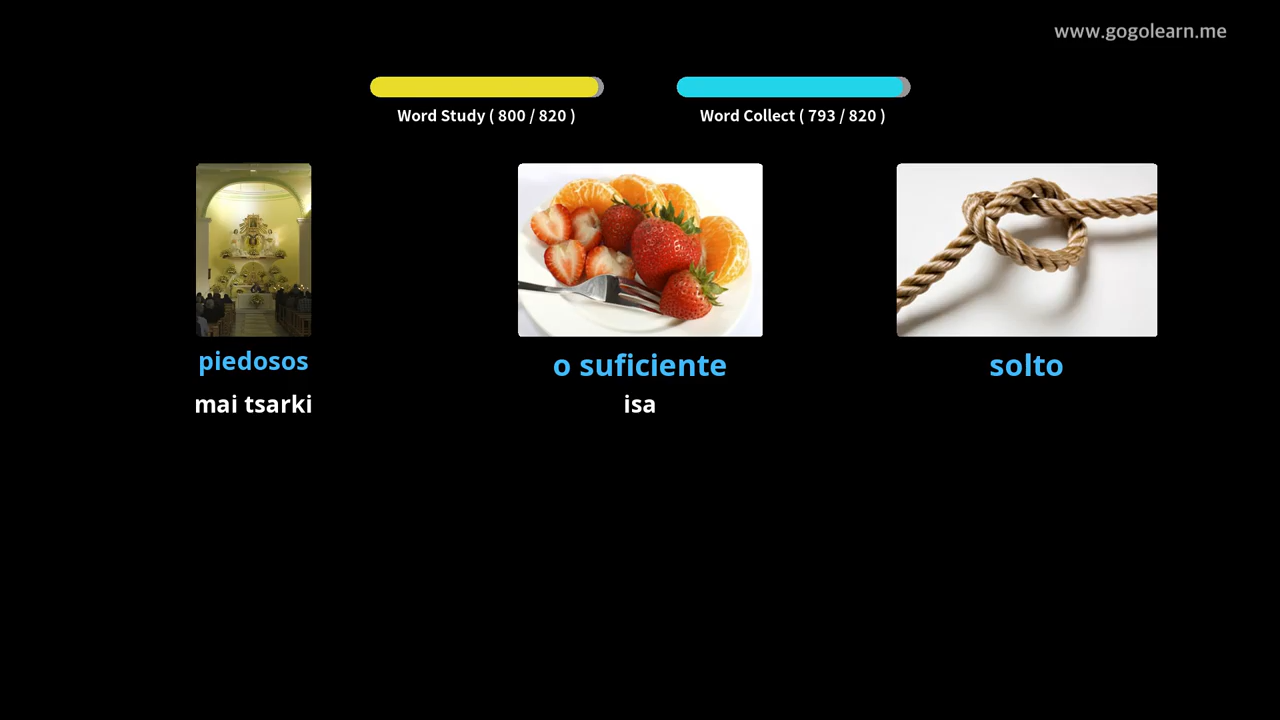 www.gogolearn.me
Word Study ( 800 / 820 )
Word Collect ( 793 / 820 )
piedosos
o suficiente
solto
mai tsarki
isa